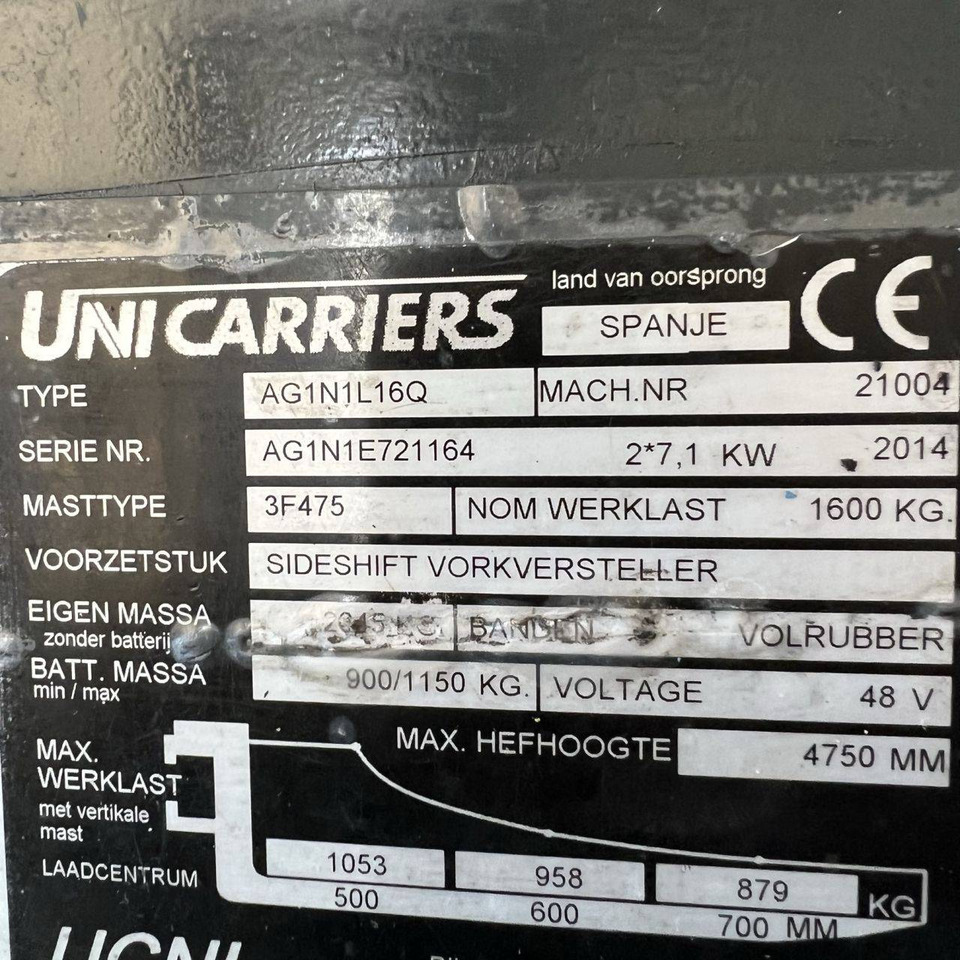 UNICARRIERS
land van oorsprong
SPANJE
CE
TYPE AG1N1L16Q MACH.NR 21004
SERIE NR. AG1N1E721164 2*7,1 KW 2014
MASTTYPE 3F475 NOM WERKLAST 1600 KG.
VOORZETSTUK SIDESHIFT VORKVERSTELLER
EIGEN MASSA BANDEN VOLRUBBER
zonder batterij
BATT. MASSA 900/1150 KG. VOLTAGE 48 V
min / max
MAX. HEFHOOGTE 4750 MM
MAX.
WERKLAST
met vertikale
mast
LAADCENTRUM
1053 958 879 KG
500 600 700 MM